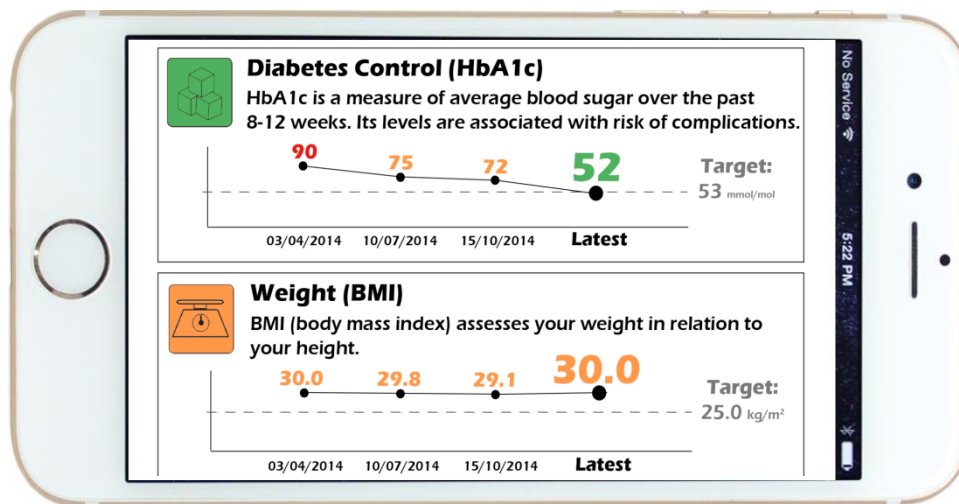 Diabetes Control (HbA1c)
HbA1c is a measure of average blood sugar over the past
8-12 weeks. Its levels are associated with risk of complications.
90
75
72
52
Target:
53 mmol/mol
03/04/2014
10/07/2014
15/10/2014
Latest
Weight (BMI)
BMI (body mass index) assesses your weight in relation to
your height.
30.0
29.8
29.1
30.0
Target:
25.0 kg/m²
03/04/2014
10/07/2014
15/10/2014
Latest
No Service
5:22 PM